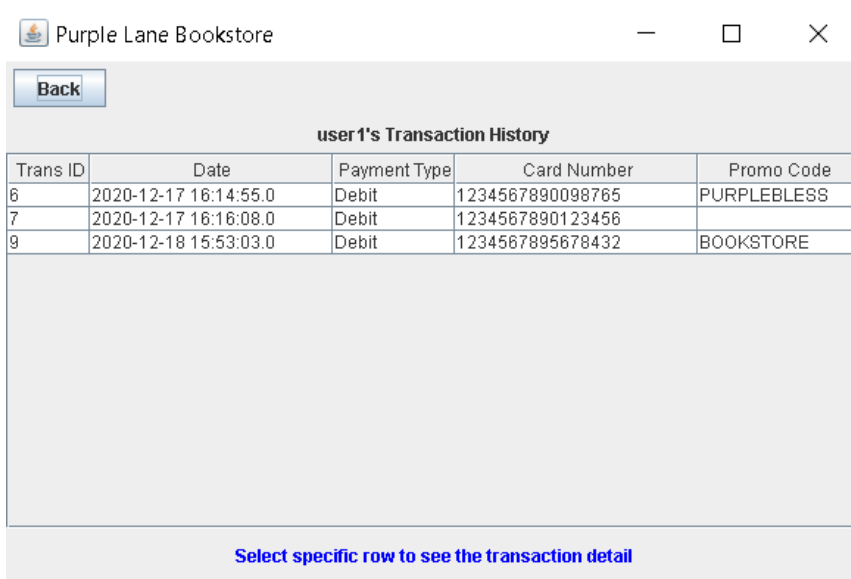 Purple Lane Bookstore
Back
user1's Transaction History
Trans ID Date Payment Type Card Number Promo Code
6 2020-12-17 16:14:55.0 Debit 1234567890098765 PURPLEBLESS
7 2020-12-17 16:16:08.0 Debit 1234567890123456
9 2020-12-18 15:53:03.0 Debit 1234567895678432 BOOKSTORE
Select specific row to see the transaction detail